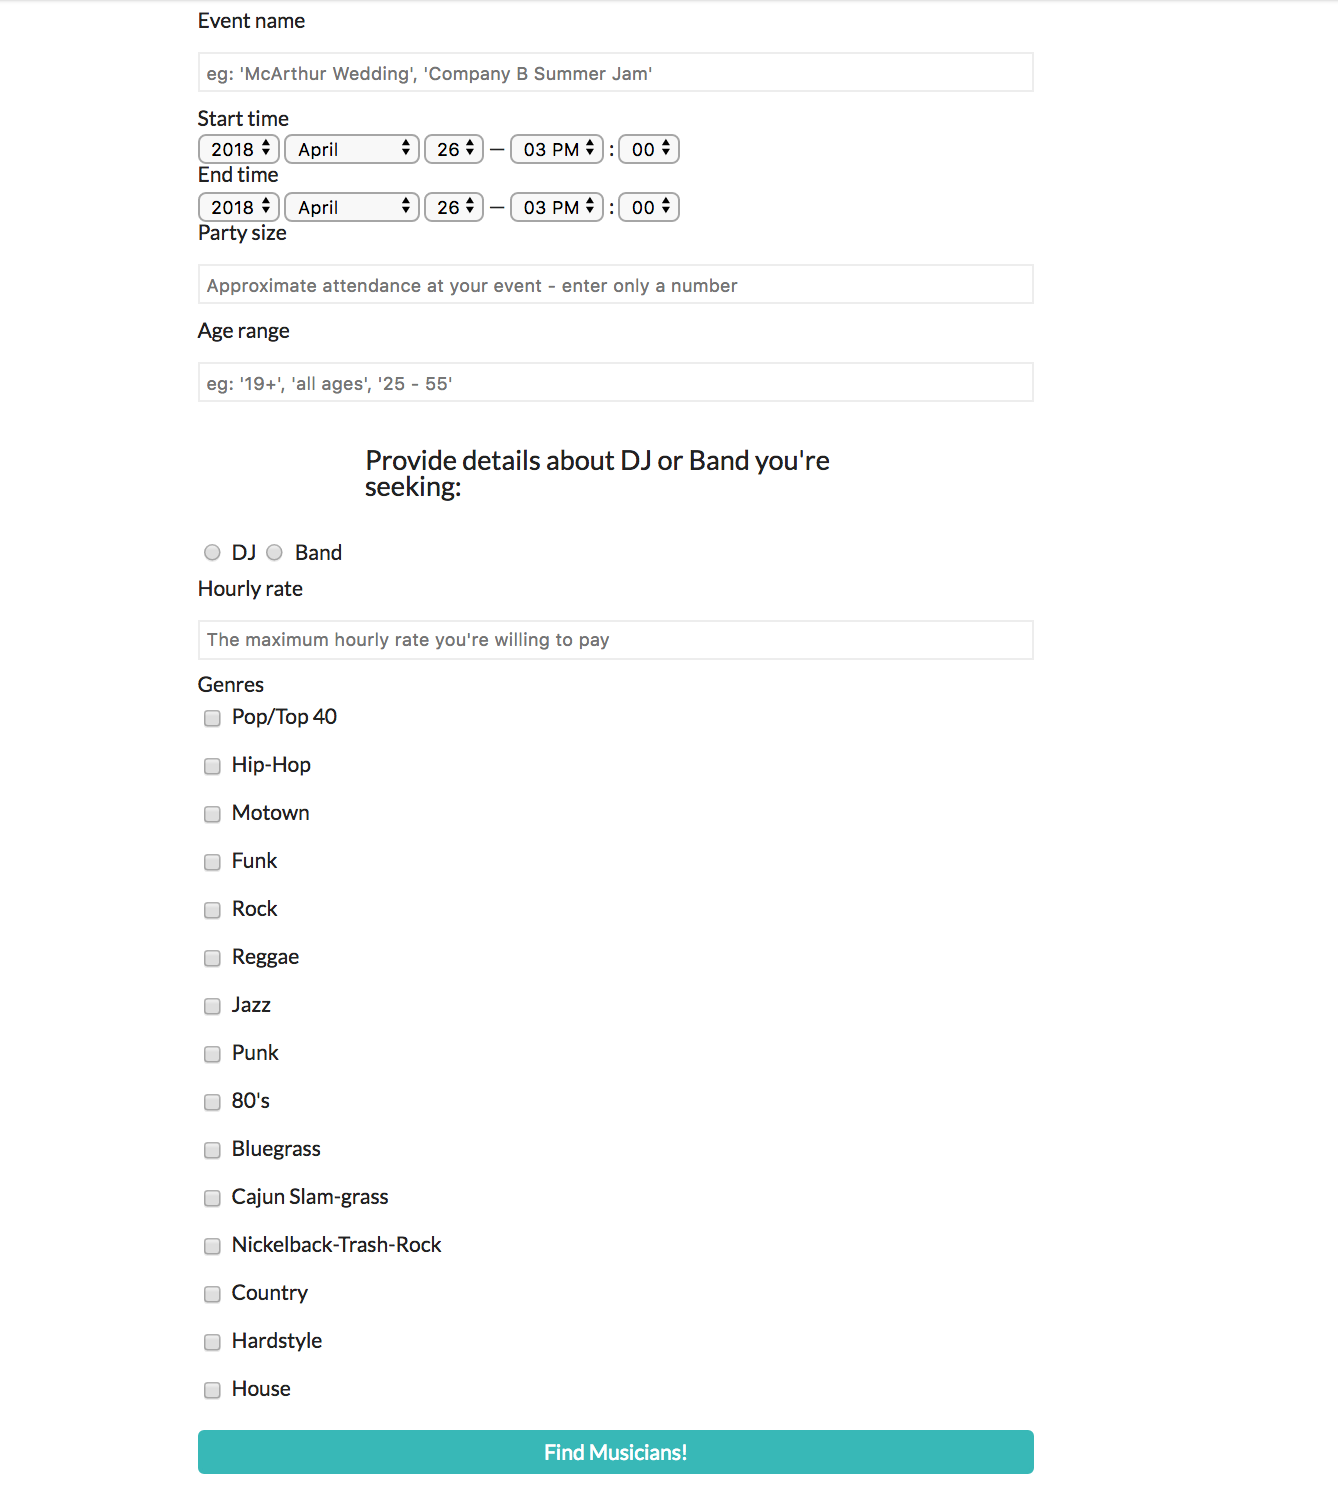 Event name
eg: 'McArthur Wedding', 'Company B Summer Jam'
Start time
2018 April 26 — 03 PM : 00
End time
2018 April 26 — 03 PM : 00
Party size
Approximate attendance at your event - enter only a number
Age range
eg: '19+', 'all ages', '25 - 55'
Provide details about DJ or Band you're
seeking:
DJ Band
Hourly rate
The maximum hourly rate you're willing to pay
Genres
Pop/Top 40
Hip-Hop
Motown
Funk
Rock
Reggae
Jazz
Punk
80's
Bluegrass
Cajun Slam-grass
Nickelback-Trash-Rock
Country
Hardstyle
House
Find Musicians!